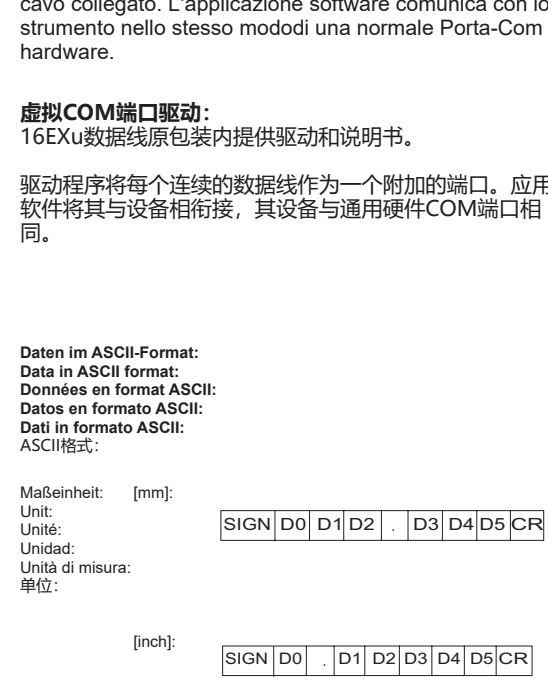 cavo collegato. L'applicazione software comunica con lo
strumento nello stesso mododi una normale Porta-Com
hardware.
虚拟COM端口驱动：
16EXu数据线原包装内提供驱动和说明书。
驱动程序将每个连续的数据线作为一个附加的端口。应用
软件将其与设备相衔接，其设备与通用硬件COM端口相
同。
Daten im ASCII-Format:
Data in ASCII format:
Données en format ASCII:
Datos en formato ASCII:
Dati in formato ASCII:
ASCII格式：
Maßeinheit: [mm]:
Unit:
Unité:
Unidad:
Unità di misura:
单位：
SIGN D0 D1 D2 . D3 D4 D5 CR
[inch]:
SIGN D0 . D1 D2 D3 D4 D5 CR